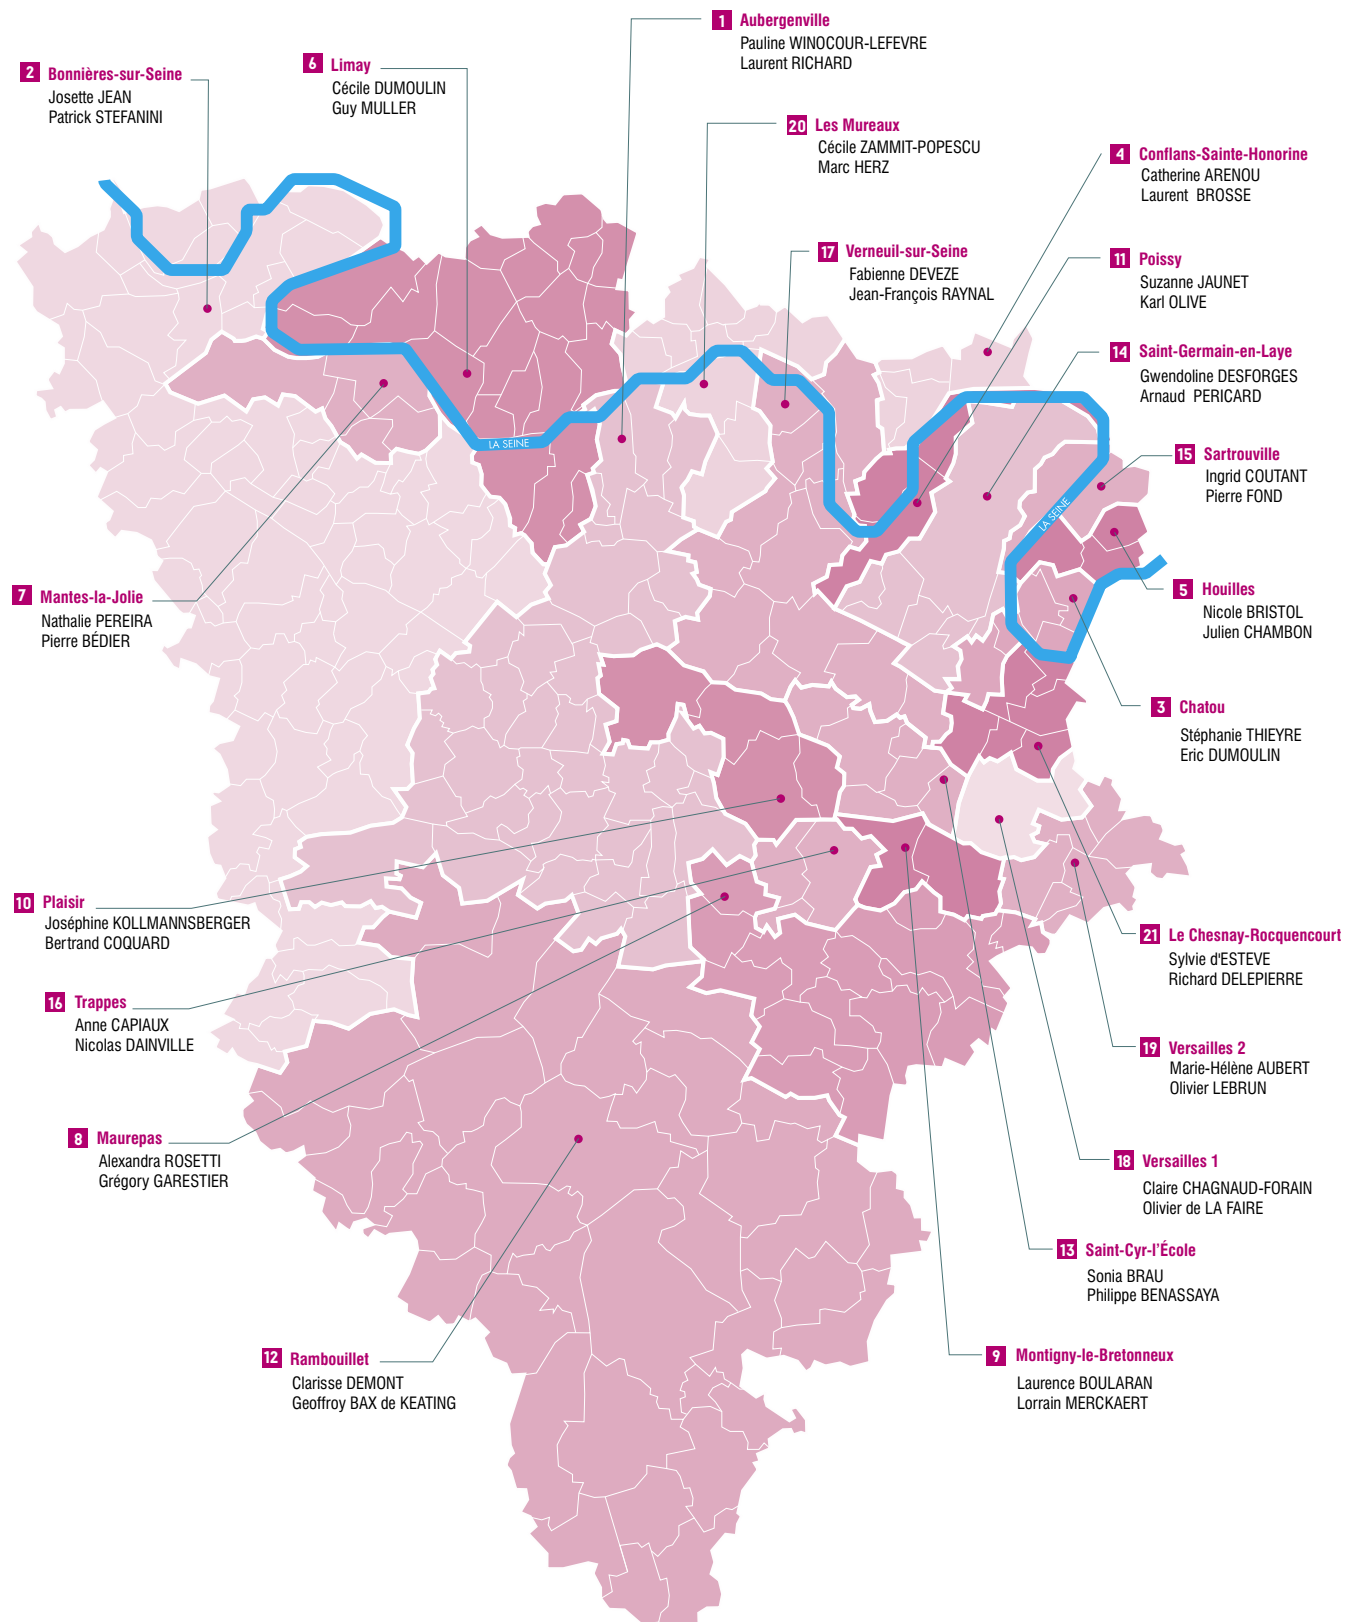 1 Aubergenville
Pauline WINOCOUR-LEFEVRE
Laurent RICHARD
2 Bonnières-sur-Seine
Josette JEAN
Patrick STEFANINI
6 Limay
Cécile DUMOULIN
Guy MULLER
20 Les Mureaux
Cécile ZAMMIT-POPESCU
Marc HERZ
4 Conflans-Sainte-Honorine
Catherine ARENOU
Laurent BROSSE
17 Verneuil-sur-Seine
Fabienne DEVEZE
Jean-François RAYNAL
11 Poissy
Suzanne JAUNET
Karl OLIVE
14 Saint-Germain-en-Laye
Gwendoline DESFORGES
Arnaud PERICARD
LA SEINE
15 Sartrouville
Ingrid COUTANT
Pierre FOND
LA SEINE
7 Mantes-la-Jolie
Nathalie PEREIRA
Pierre BÉDIER
5 Houilles
Nicole BRISTOL
Julien CHAMBON
3 Chatou
Stéphanie THIEYRE
Eric DUMOULIN
10 Plaisir
Joséphine KOLLMANNSBERGER
Bertrand COQUARD
21 Le Chesnay-Rocquencourt
Sylvie d'ESTEVE
Richard DELEPIERRE
16 Trappes
Anne CAPIAUX
Nicolas DAINVILLE
19 Versailles 2
Marie-Hélène AUBERT
Olivier LEBRUN
8 Maurepas
Alexandra ROSETTI
Grégory GARESTIER
18 Versailles 1
Claire CHAGNAUD-FORAIN
Olivier de LA FAIRE
13 Saint-Cyr-l'École
Sonia BRAU
Philippe BENASSAYA
12 Rambouillet
Clarisse DEMONT
Geoffroy BAX de KEATING
9 Montigny-le-Bretonneux
Laurence BOULARAN
Lorrain MERCKAERT